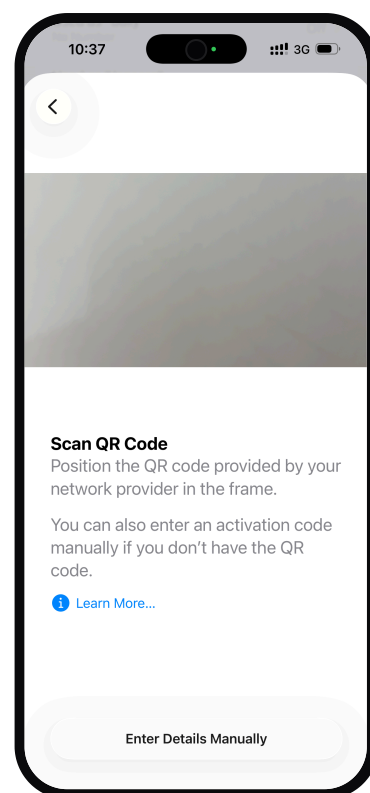 10:37
3G
Scan QR Code
Position the QR code provided by your
network provider in the frame.
You can also enter an activation code
manually if you don't have the QR
code.
Learn More...
Enter Details Manually